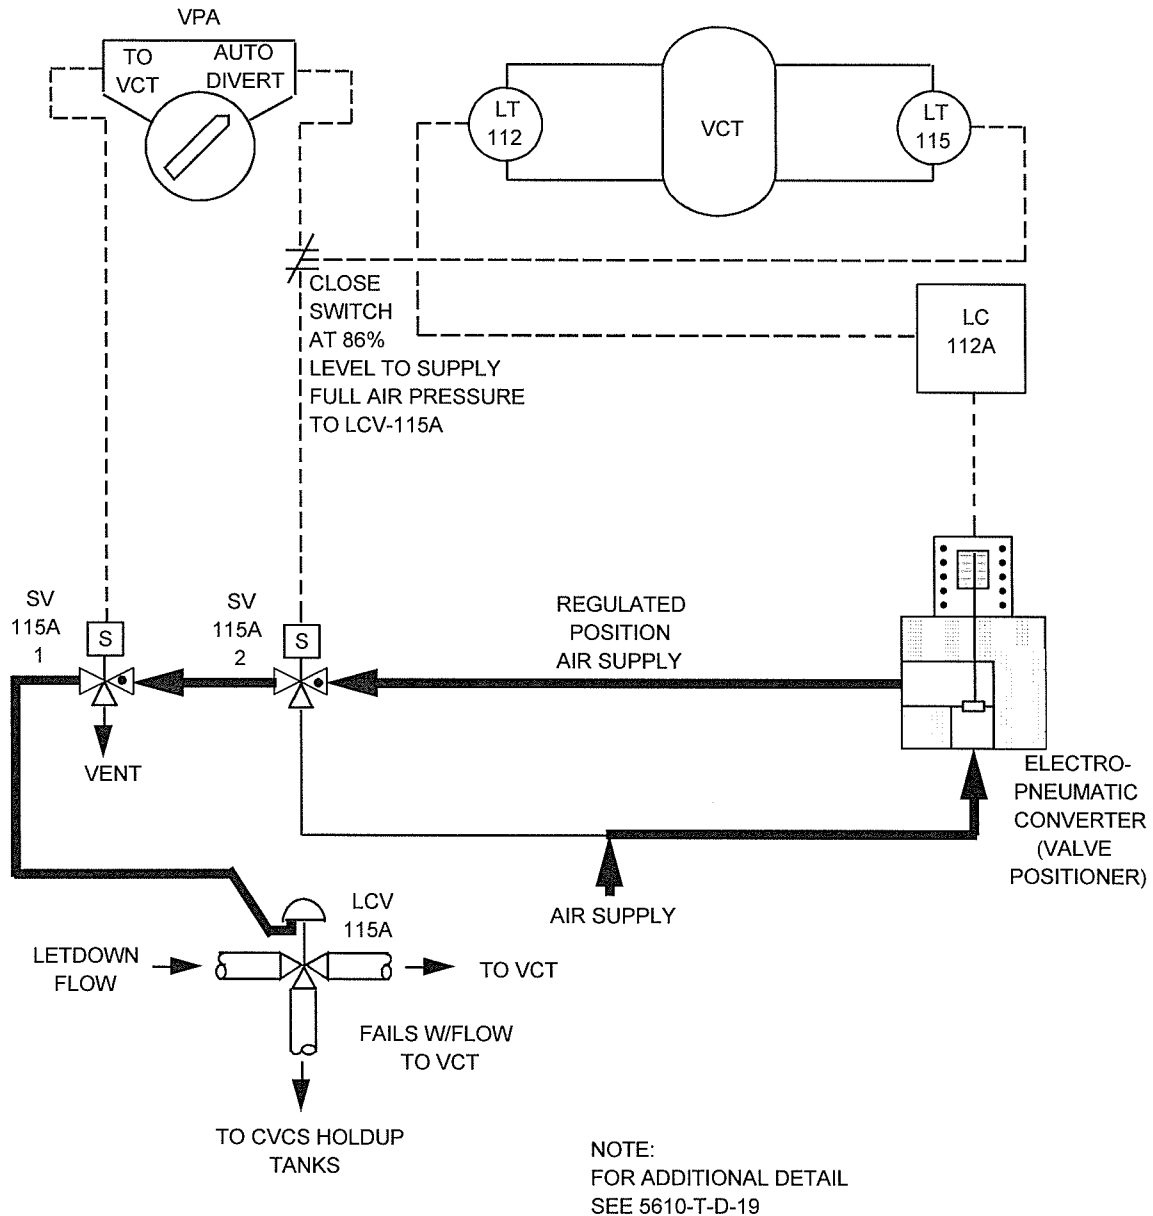 VPA
TO
VCT
AUTO
DIVERT
LT
112
VCT
LT
115
CLOSE
SWITCH
AT 86%
LEVEL TO SUPPLY
FULL AIR PRESSURE
TO LCV-115A
LC
112A
SV
115A
1
S
SV
115A
2
S
REGULATED
POSITION
AIR SUPPLY
VENT
ELECTRO-
PNEUMATIC
CONVERTER
(VALVE
POSITIONER)
AIR SUPPLY
LCV
115A
LETDOWN
FLOW
TO VCT
FAILS W/FLOW
TO VCT
TO CVCS HOLDUP
TANKS
NOTE:
FOR ADDITIONAL DETAIL
SEE 5610-T-D-19